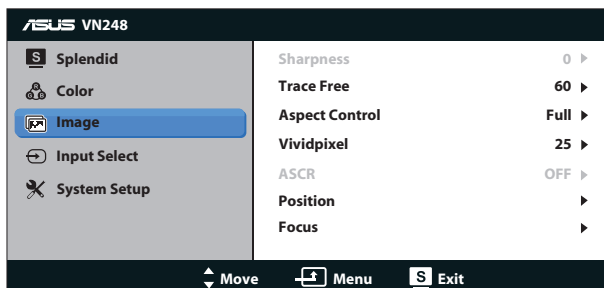 ASUS VN248
S Splendid
Color
Image
Input Select
System Setup
Sharpness 0
Trace Free 60
Aspect Control Full
Vividpixel 25
ASCR OFF
Position
Focus
Move Menu S Exit